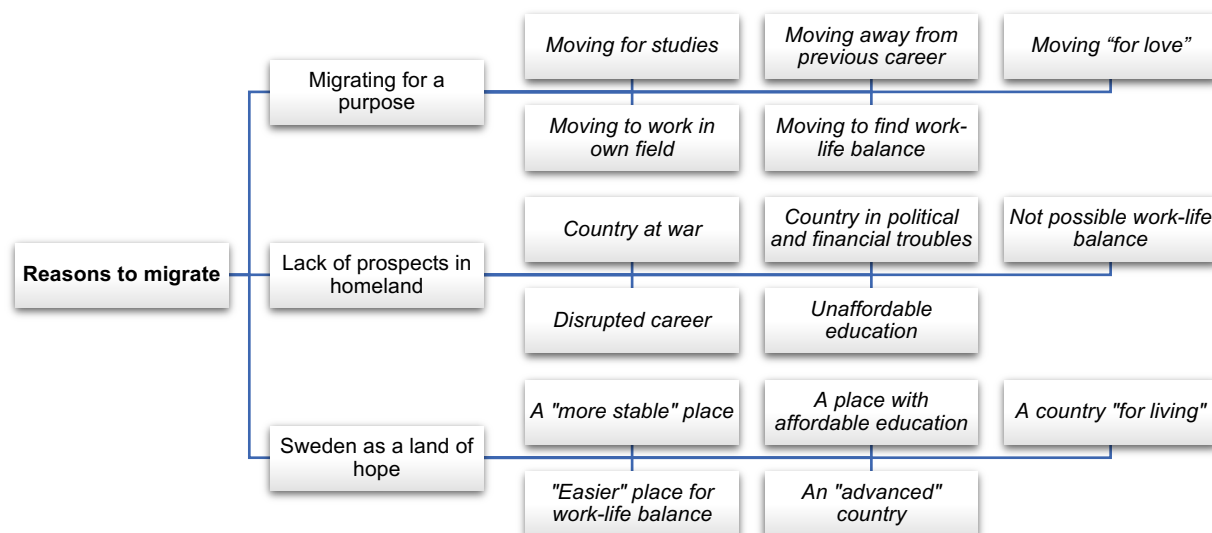 Moving for studies
Moving away from
previous career
Moving “for love”
Migrating for a
purpose
Moving to work in
own field
Moving to find work-
life balance
Country at war
Country in political
and financial troubles
Not possible work-life
balance
Reasons to migrate
Lack of prospects in
homeland
Disrupted career
Unaffordable
education
A "more stable" place
A place with
affordable education
A country "for living"
Sweden as a land of
hope
"Easier" place for
work-life balance
An "advanced"
country